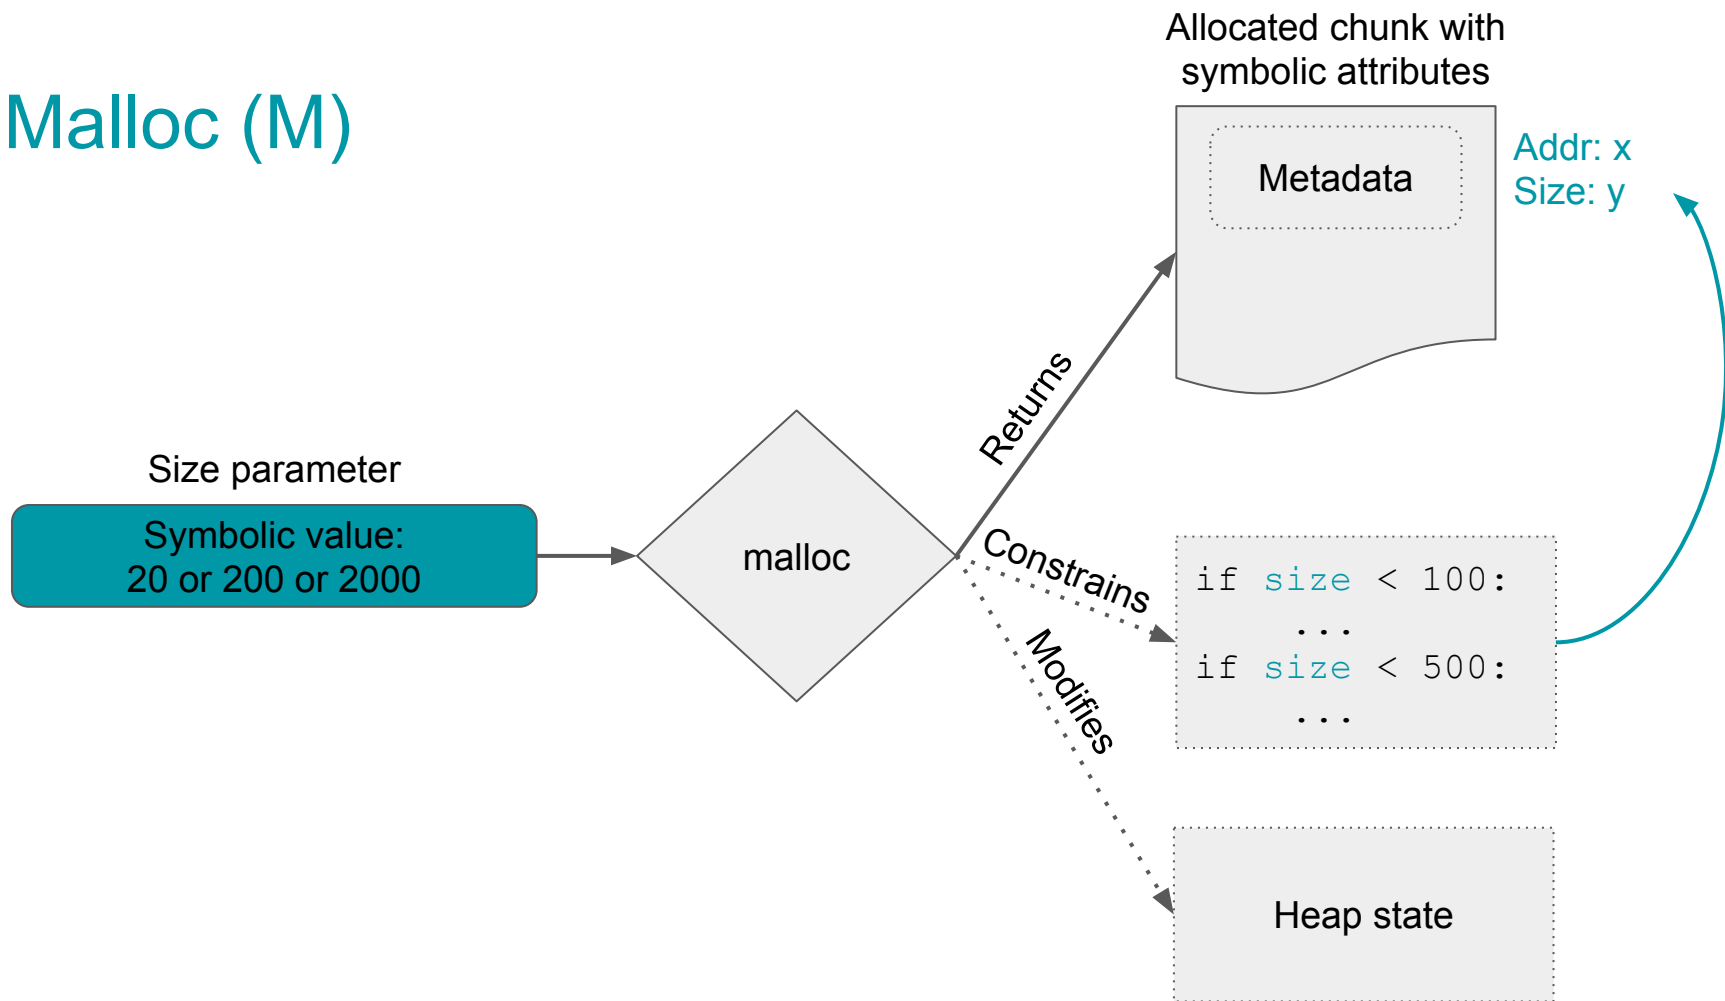 Malloc (M)
Allocated chunk with
symbolic attributes
Metadata
Addr: x
Size: y
Returns
Size parameter
Symbolic value:
20 or 200 or 2000
malloc
Constrains
if size < 100:
...
if size < 500:
...
Modifies
Heap state